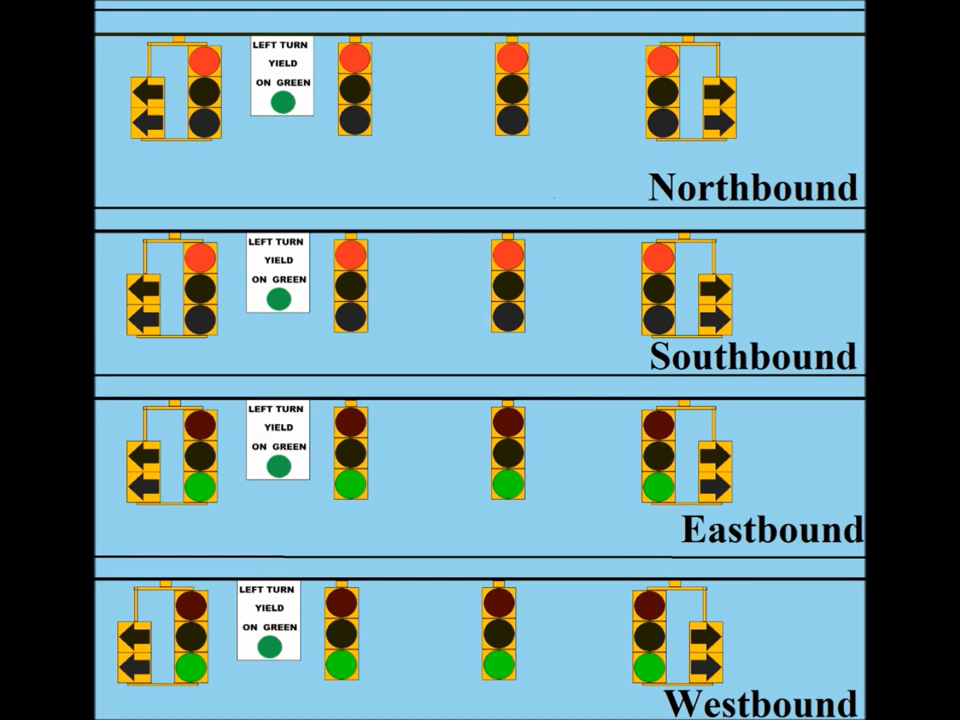 LEFT TURN
YIELD
ON GREEN
Northbound
LEFT TURN
YIELD
ON GREEN
Southbound
LEFT TURN
YIELD
ON GREEN
Eastbound
LEFT TURN
YIELD
ON GREEN
Westbound